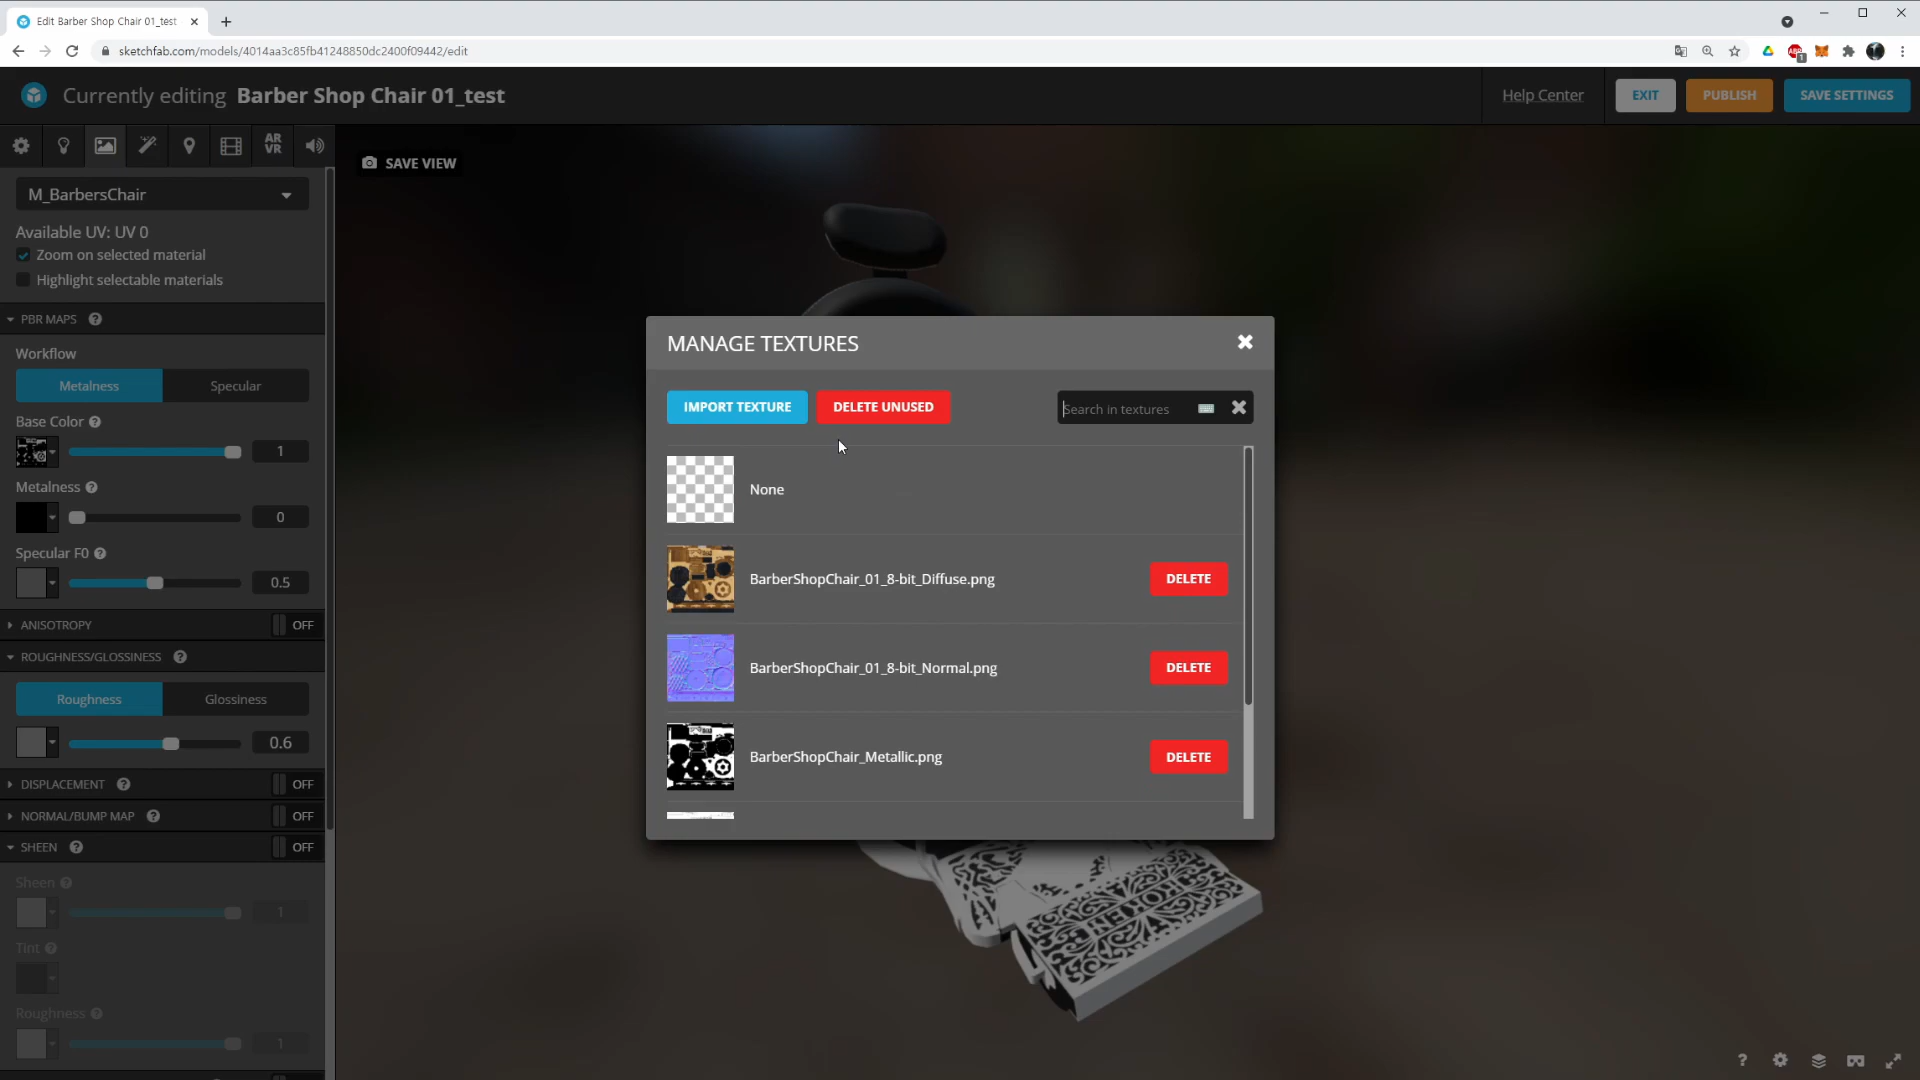 Edit Barber Shop Chair 01_test
sketchfab.com/models/4014aa3c85fb41248850dc2400f09442/edit
Currently editing Barber Shop Chair 01_test
Help Center
EXIT
PUBLISH
SAVE SETTINGS
AR VR
SAVE VIEW
M_BarbersChair
Available UV: UV 0
Zoom on selected material
Highlight selectable materials
PBR MAPS
Workflow
Metalness
Specular
Base Color
1
Metalness
0
Specular F0
0.5
ANISOTROPY
OFF
ROUGHNESS/GLOSSINESS
Roughness
Glossiness
0.6
DISPLACEMENT
OFF
NORMAL/BUMP MAP
OFF
SHEEN
OFF
Sheen
1
Tint
Roughness
1
MANAGE TEXTURES
IMPORT TEXTURE
DELETE UNUSED
Search in textures
None
BarberShopChair_01_8-bit_Diffuse.png
DELETE
BarberShopChair_01_8-bit_Normal.png
DELETE
BarberShopChair_Metallic.png
DELETE